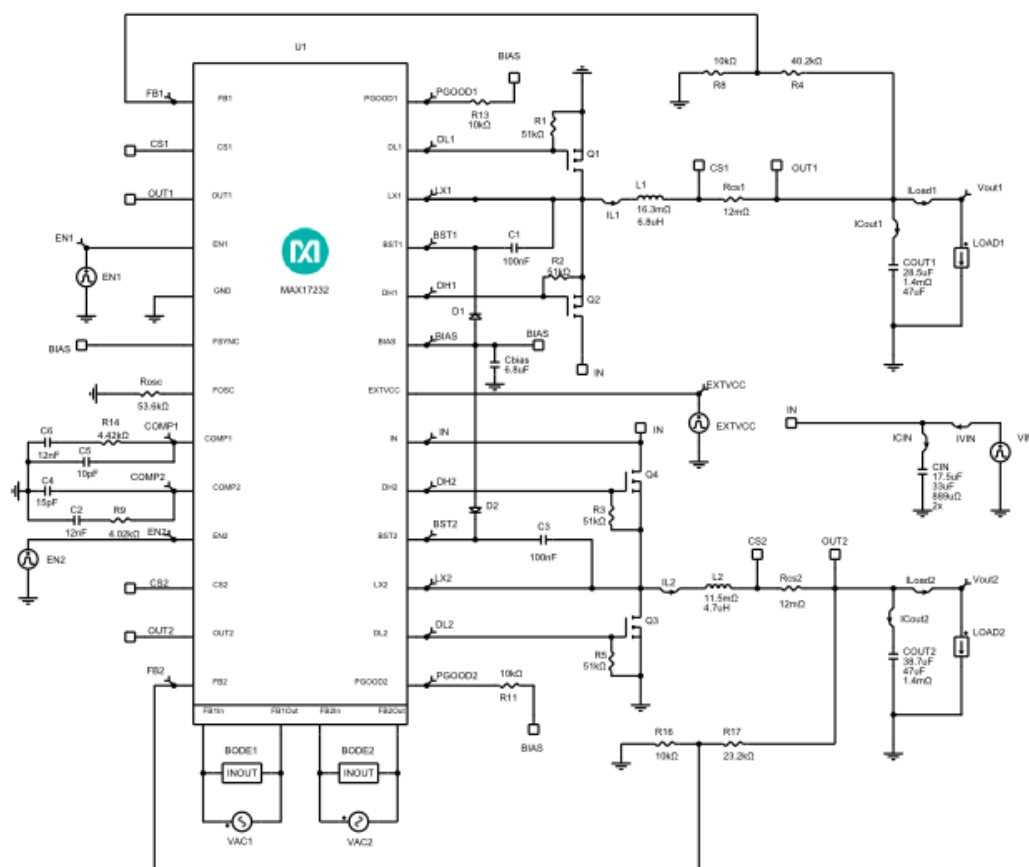 U1
BIAS
10kΩ
R8
40.2kΩ
R4
FB1
FB1
PGOOD1
PGOOD1
R13
10kΩ
R1
51kΩ
CS1
CS1
DL1
DL1
Q1
CS1
OUT1
OUT1
OUT1
LX1
LX1
IL1
L1
16.3mΩ
6.8uH
Rcs1
12mΩ
ILoad1
Vout1
EN1
EN1
EN1
BST1
BST1
C1
100nF
ICout1
COUT1
28.5uF
1.4mΩ
47uF
LOAD1
MAX17232
GND
DH1
DH1
R2
51kΩ
Q2
D1
BIAS
FSYNC
BIAS
BIAS
BIAS
Cbias
6.8uF
IN
Rosc
53.6kΩ
FOSC
EXTVCC
EXTVCC
EXTVCC
C6
12nF
R14
4.42kΩ
COMP1
COMP1
C5
10pF
IN
IN
IN
IN
ICIN
IVIN
VIN
CIN
17.5uF
33uF
889uΩ
2x
C4
15pF
COMP2
COMP2
DH2
DH2
Q4
R3
51kΩ
D2
C2
12nF
R9
4.02kΩ
EN2
EN2
EN2
BST2
BST2
C3
100nF
CS2
CS2
LX2
LX2
IL2
L2
11.5mΩ
4.7uH
CS2
Rcs2
12mΩ
OUT2
ILoad2
Vout2
OUT2
OUT2
DL2
DL2
Q3
R5
51kΩ
ICout2
COUT2
38.7uF
47uF
1.4mΩ
LOAD2
FB2
FB2
PGOOD2
PGOOD2
10kΩ
R11
BIAS
FB1In
FB1Out
FB2In
FB2Out
R16
10kΩ
R17
23.2kΩ
BODE1
INOUT
BODE2
INOUT
VAC1
VAC2